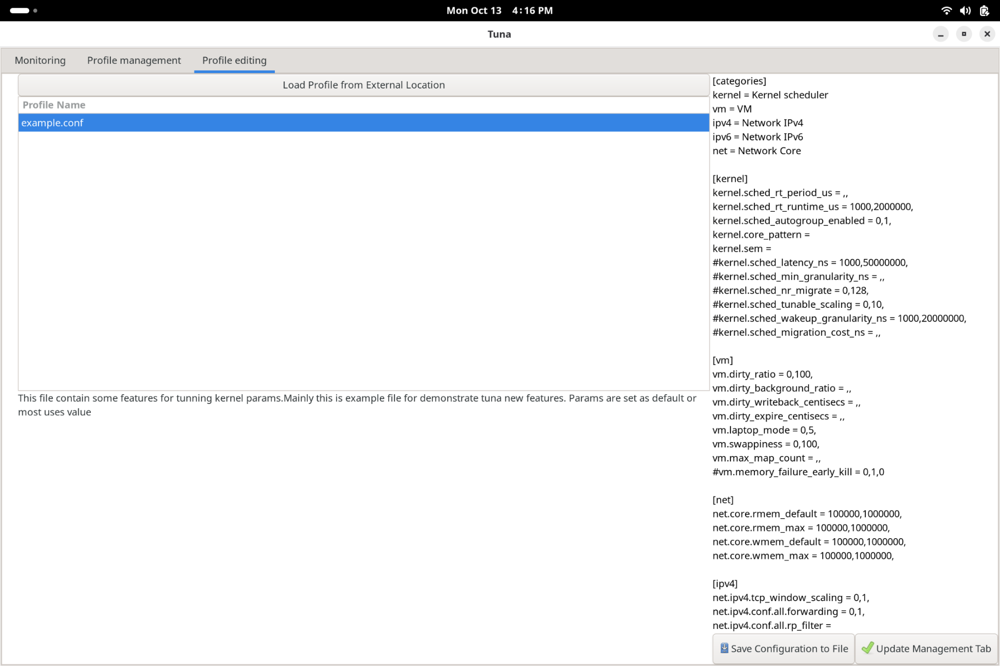 Mon Oct 13 4:16 PM
Tuna
Monitoring Profile management Profile editing
Load Profile from External Location
Profile Name
example.conf
This file contain some features for tunning kernel params.Mainly this is example file for demonstrate tuna new features. Params are set as default or
most uses value
[categories]
kernel = Kernel scheduler
vm = VM
ipv4 = Network IPv4
ipv6 = Network IPv6
net = Network Core
[kernel]
kernel.sched_rt_period_us = ,,
kernel.sched_rt_runtime_us = 1000,2000000,
kernel.sched_autogroup_enabled = 0,1,
kernel.core_pattern =
kernel.sem =
#kernel.sched_latency_ns = 1000,50000000,
#kernel.sched_min_granularity_ns = ,,
#kernel.sched_nr_migrate = 0,128,
#kernel.sched_tunable_scaling = 0,10,
#kernel.sched_wakeup_granularity_ns = 1000,20000000,
#kernel.sched_migration_cost_ns = ,,
[vm]
vm.dirty_ratio = 0,100,
vm.dirty_background_ratio = ,,
vm.dirty_writeback_centisecs = ,,
vm.dirty_expire_centisecs = ,,
vm.laptop_mode = 0,5,
vm.swappiness = 0,100,
vm.max_map_count = ,,
#vm.memory_failure_early_kill = 0,1,0
[net]
net.core.rmem_default = 100000,1000000,
net.core.rmem_max = 100000,1000000,
net.core.wmem_default = 100000,1000000,
net.core.wmem_max = 100000,1000000,
[ipv4]
net.ipv4.tcp_window_scaling = 0,1,
net.ipv4.conf.all.forwarding = 0,1,
net.ipv4.conf.all.rp_filter =
Save Configuration to File Update Management Tab